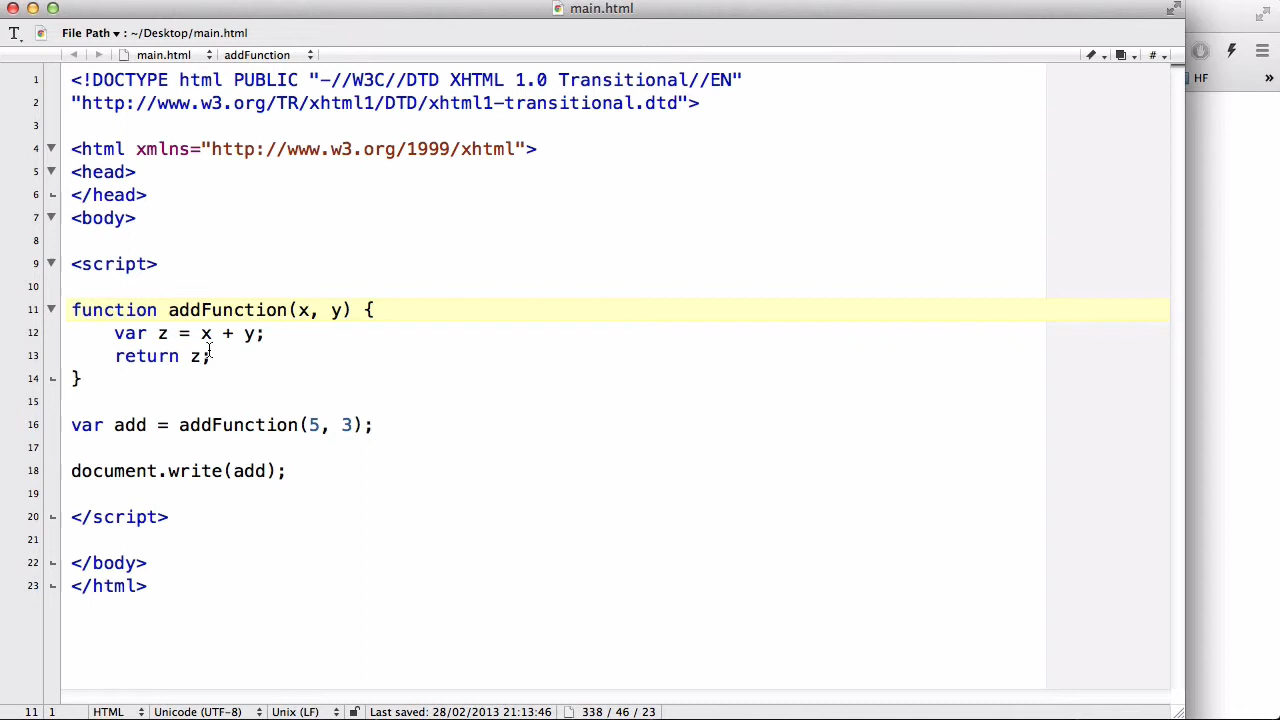 main.html
File Path ▾ : ~/Desktop/main.html
main.html addFunction #
HF »
1 <!DOCTYPE html PUBLIC "-//W3C//DTD XHTML 1.0 Transitional//EN"
2 "http://www.w3.org/TR/xhtml1/DTD/xhtml1-transitional.dtd">
3
4 <html xmlns="http://www.w3.org/1999/xhtml">
5 <head>
6 </head>
7 <body>
8
9 <script>
10
11 function addFunction(x, y) {
12     var z = x + y;
13     return z;
14 }
15
16 var add = addFunction(5, 3);
17
18 document.write(add);
19
20 </script>
21
22 </body>
23 </html>
11 1 HTML Unicode (UTF-8) Unix (LF) Last saved: 28/02/2013 21:13:46 338 / 46 / 23